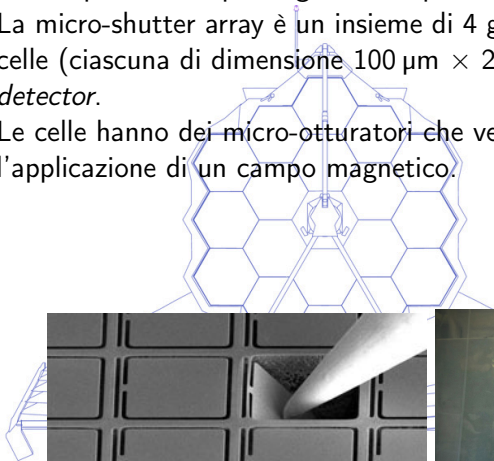 La micro-shutter array è un insieme di 4 g
celle (ciascuna di dimensione 100 µm × 2
detector.
Le celle hanno dei micro-otturatori che ve
l'applicazione di un campo magnetico.